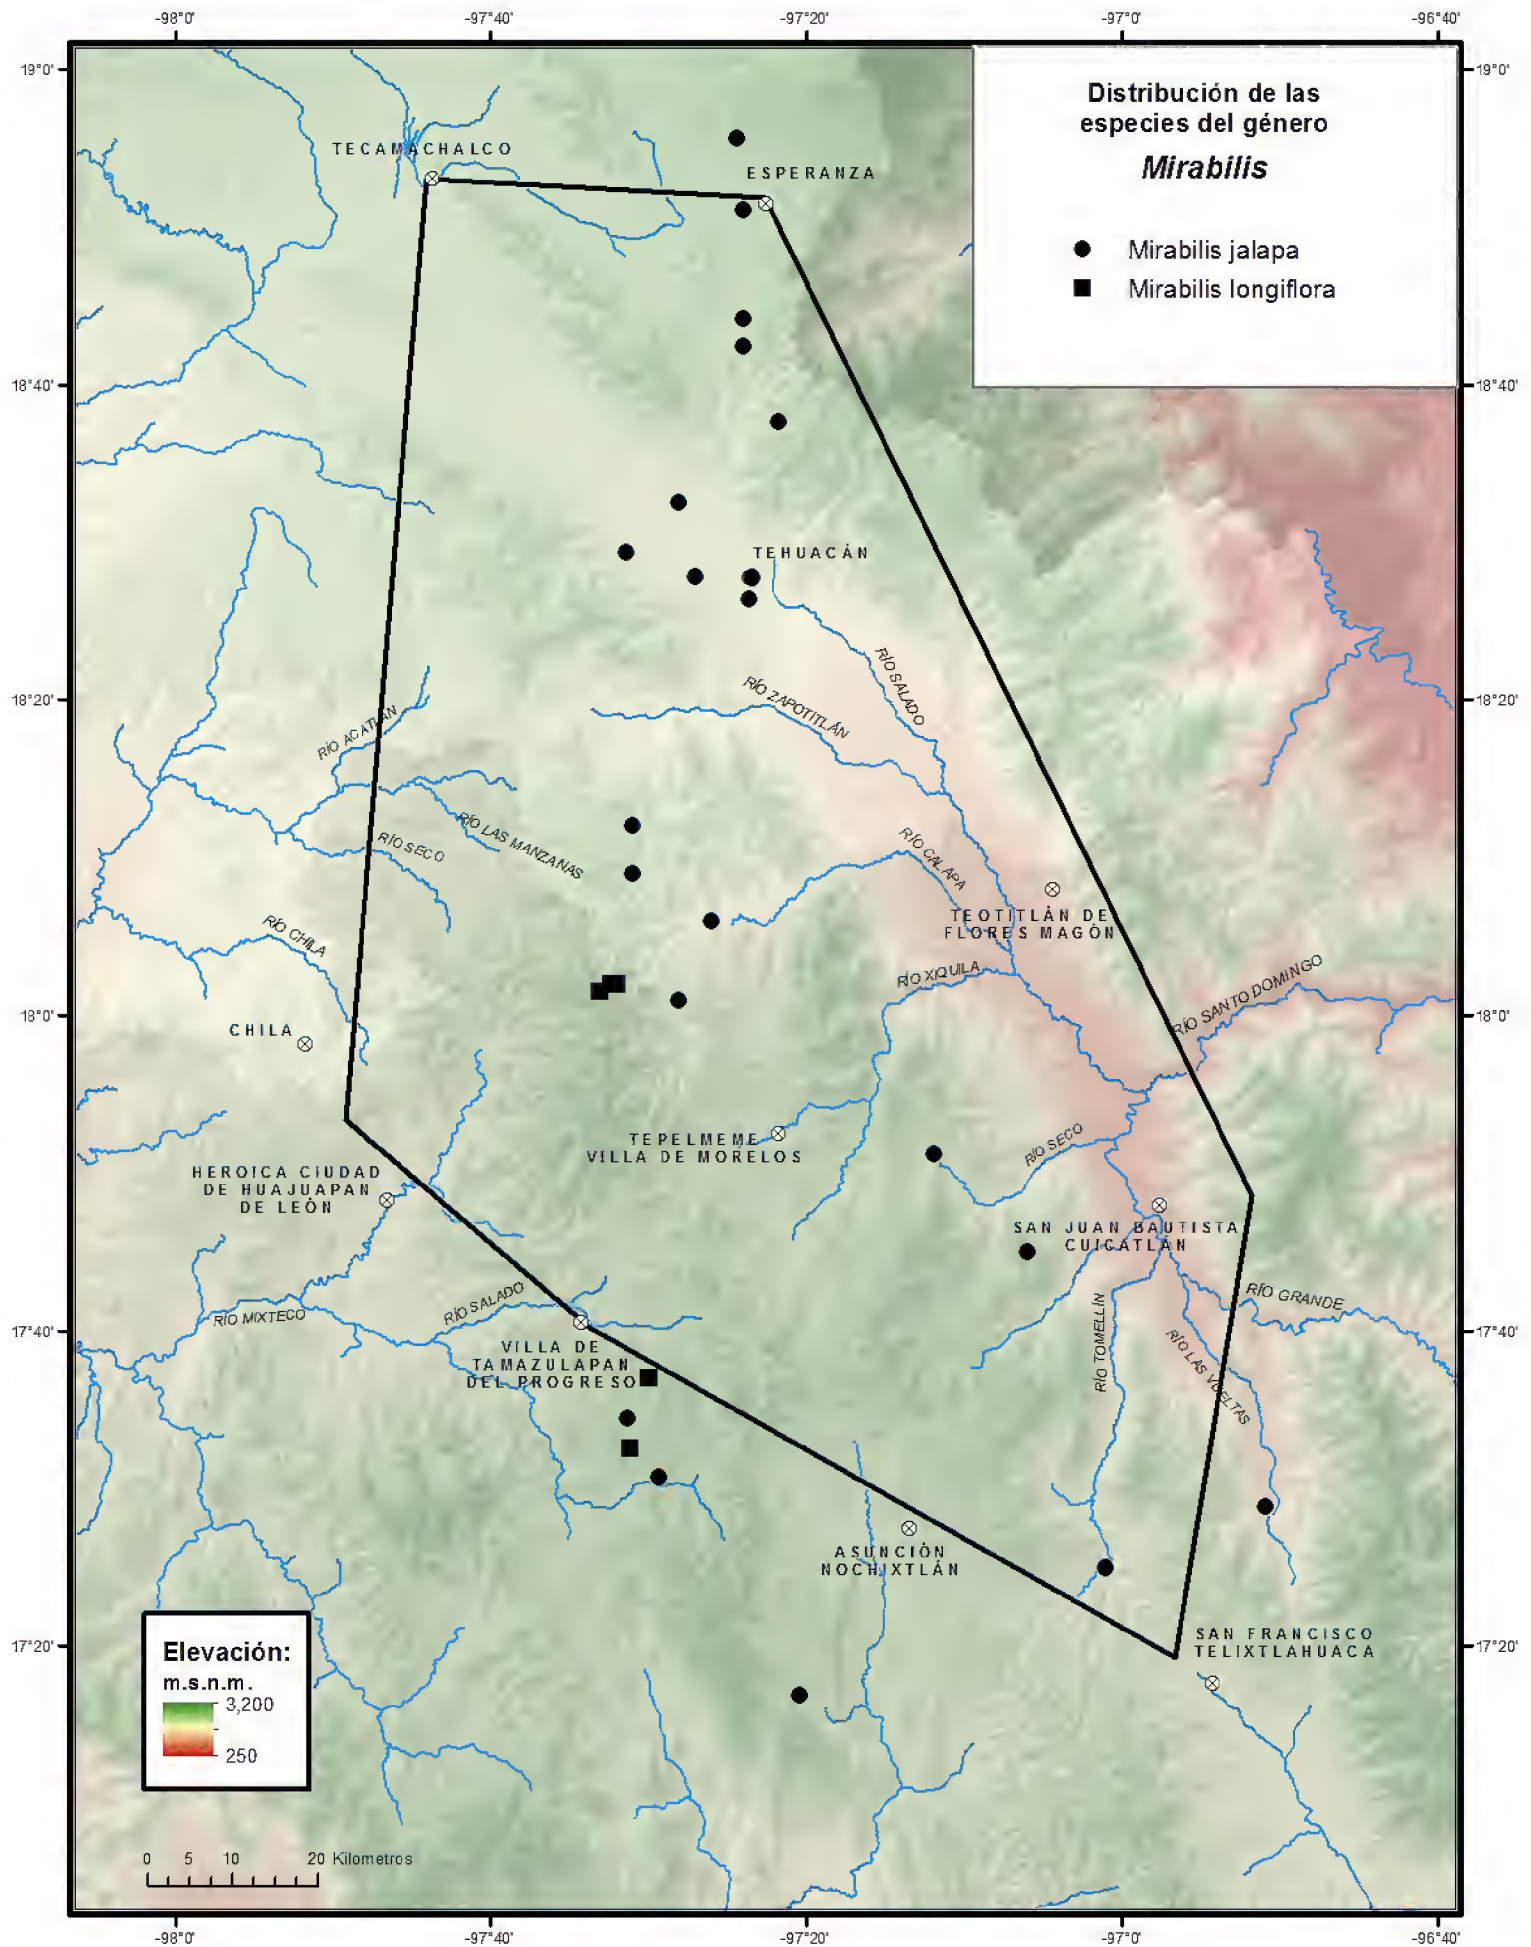 -98°0'
-97°40'
-97°20'
-97°0'
-96°40'
19°0'
19°0'
Distribución de las
especies del género
Mirabilis
Mirabilis jalapa
Mirabilis longiflora
TECAMACHALCO
ESPERANZA
18°40'
18°40'
TEHUACÁN
RÍO SALADO
RÍO ZAPOTITLÁN
18°20'
18°20'
RÍO ACATLÁN
RÍO LAS MANZANAS
RÍO SECO
RÍO CALAPA
TEOTITLÁN DE
FLORES MAGÓN
RÍO CHILA
RÍO XIQUILA
RÍO SANTO DOMINGO
18°0'
18°0'
CHILA
TEPELMEME
VILLA DE MORELOS
RÍO SECO
HEROICA CIUDAD
DE HUAJUAPAN
DE LEÓN
SAN JUAN BAUTISTA
CUICATLÁN
RÍO SALADO
RÍO MIXTECO
RÍO GRANDE
17°40'
17°40'
VILLA DE
TAMAZULAPAN
DEL PROGRESO
RÍO TOMELLÍN
RÍO LAS VUELTAS
ASUNCIÓN
NOCHIXTLÁN
17°20'
17°20'
SAN FRANCISCO
TELIXTLAHUACA
Elevación:
m.s.n.m.
3,200
250
0 5 10 20 Kilometros
-98°0'
-97°40'
-97°20'
-97°0'
-96°40'